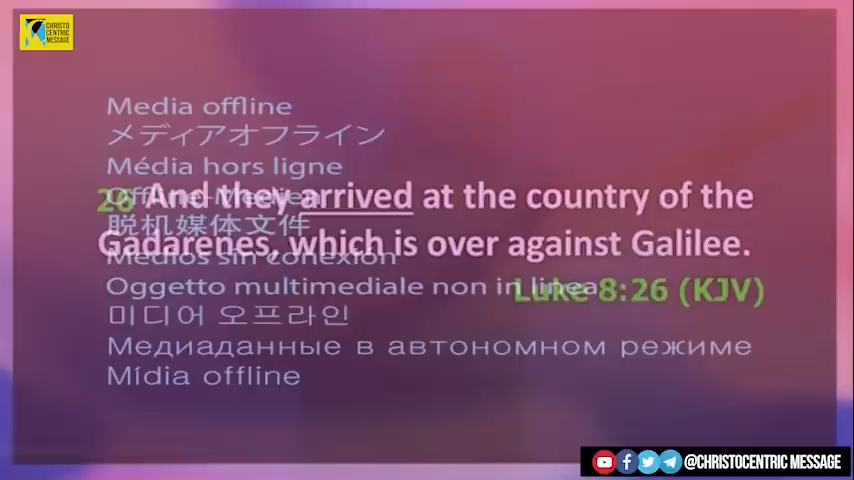 CHRISTO
CENTRIC
MESSAGE
Media offline
メディアオフライン
Média hors ligne
Offline-Medien
26 And they arrived at the country of the
脱机媒体文件
Gadarenes, which is over against Galilee.
Medios sin conexión
Oggetto multimediale non in linea
Luke 8:26 (KJV)
미디어 오프라인
Медиаданные в автономном режиме
Mídia offline
@CHRISTOCENTRIC MESSAGE